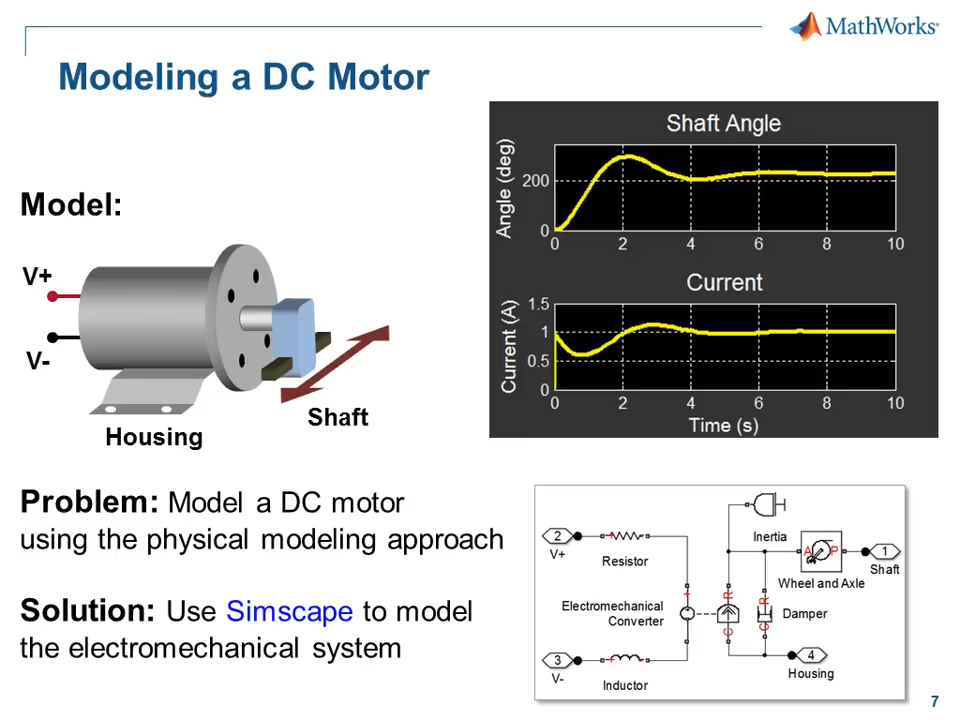 MathWorks®
Modeling a DC Motor
Model:
V+
V-
Housing
Shaft
Shaft Angle
Angle (deg)
200
0
0 2 4 6 8 10
Current
Current (A)
1.5
1
0.5
0
0 2 4 6 8 10
Time (s)
Problem: Model a DC motor
using the physical modeling approach
Solution: Use Simscape to model
the electromechanical system
2
V+
Resistor
Inertia
A P
Wheel and Axle
1
Shaft
Electromechanical
Converter
+
R
C
R
C
Damper
3
V-
Inductor
4
Housing
7